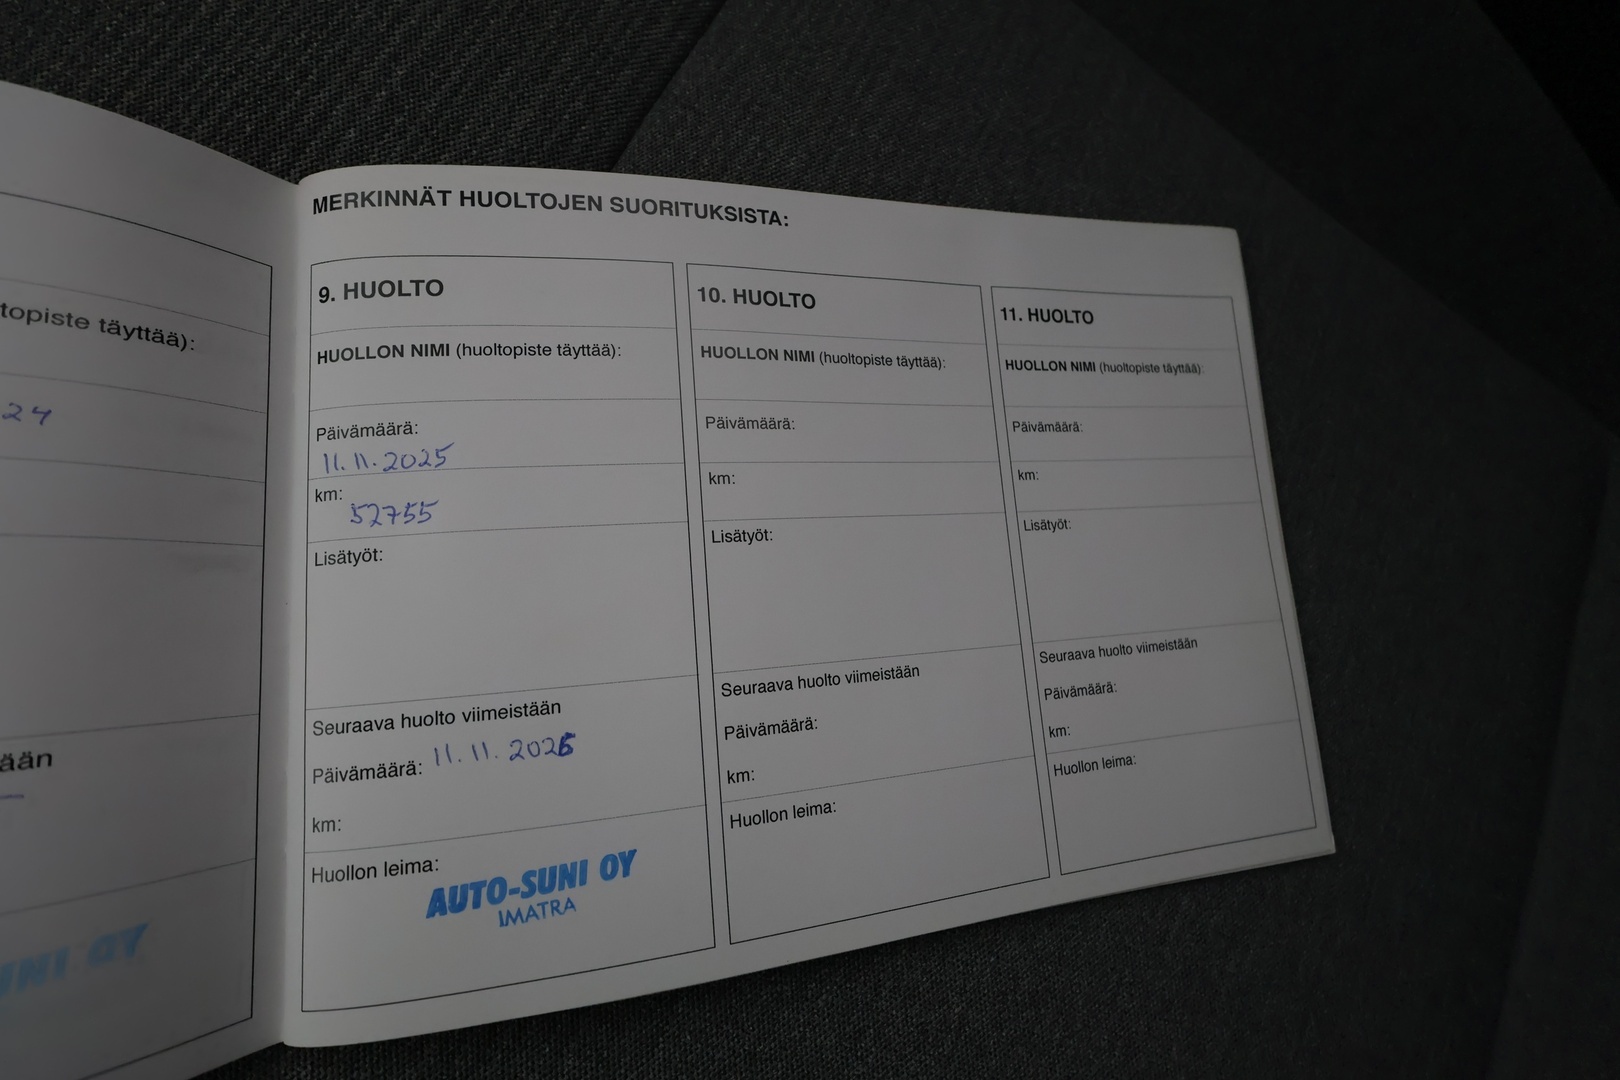 topiste täyttää):
24
ään
UNI OY
MERKINNÄT HUOLTOJEN SUORITUKSISTA:
9. HUOLTO
HUOLLON NIMI (huoltopiste täyttää):
Päivämäärä:
11.11.2025
km:
52755
Lisätyöt:
Seuraava huolto viimeistään
Päivämäärä: 11.11.2026
km:
Huollon leima:
AUTO-SUNI OY
IMATRA
10. HUOLTO
HUOLLON NIMI (huoltopiste täyttää):
Päivämäärä:
km:
Lisätyöt:
Seuraava huolto viimeistään
Päivämäärä:
km:
Huollon leima:
11. HUOLTO
HUOLLON NIMI (huoltopiste täyttää):
Päivämäärä:
km:
Lisätyöt:
Seuraava huolto viimeistään
Päivämäärä:
km:
Huollon leima: